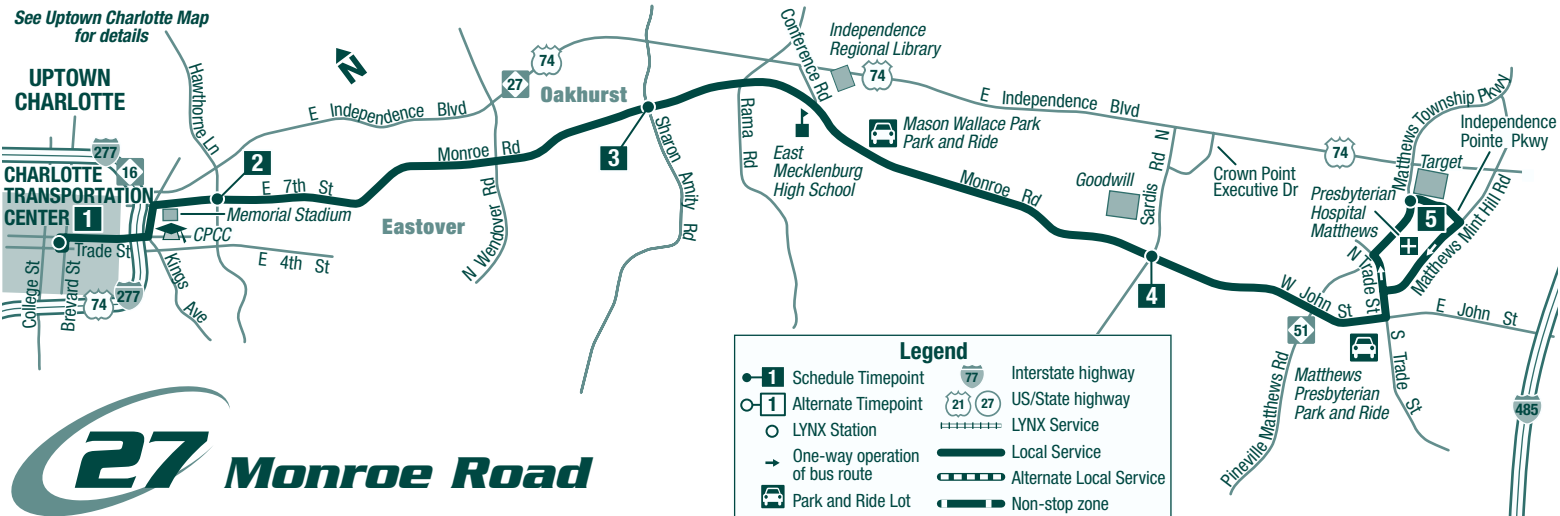 See Uptown Charlotte Map
for details
UPTOWN
CHARLOTTE
277
16
CHARLOTTE
TRANSPORTATION
CENTER 1
Trade St
College St
Brevard St
74
277
Kings Ave
CPCC
Memorial Stadium
E 4th St
Hawthorne Ln
2
E 7th St
E Independence Blvd
Eastover
Monroe Rd
N Wendover Rd
27
74
Oakhurst
3
Sharon Amity Rd
Rama Rd
Conference Rd
Independence
Regional Library
74
East
Mecklenburg
High School
Mason Wallace Park
Park and Ride
E Independence Blvd
Monroe Rd
Goodwill
Sardis Rd N
Crown Point
Executive Dr
4
74
Matthews Township Pkwy
Independence
Pointe Pkwy
Target
Presbyterian
Hospital
Matthews
5
Matthews Mint Hill Rd
N Trade St
W John St
E John St
51
S Trade St
Matthews
Presbyterian
Park and Ride
Pineville Matthews Rd
485
N
27 Monroe Road
Legend
1 Schedule Timepoint
1 Alternate Timepoint
LYNX Station
One-way operation
of bus route
Park and Ride Lot
77 Interstate highway
21 27 US/State highway
LYNX Service
Local Service
Alternate Local Service
Non-stop zone